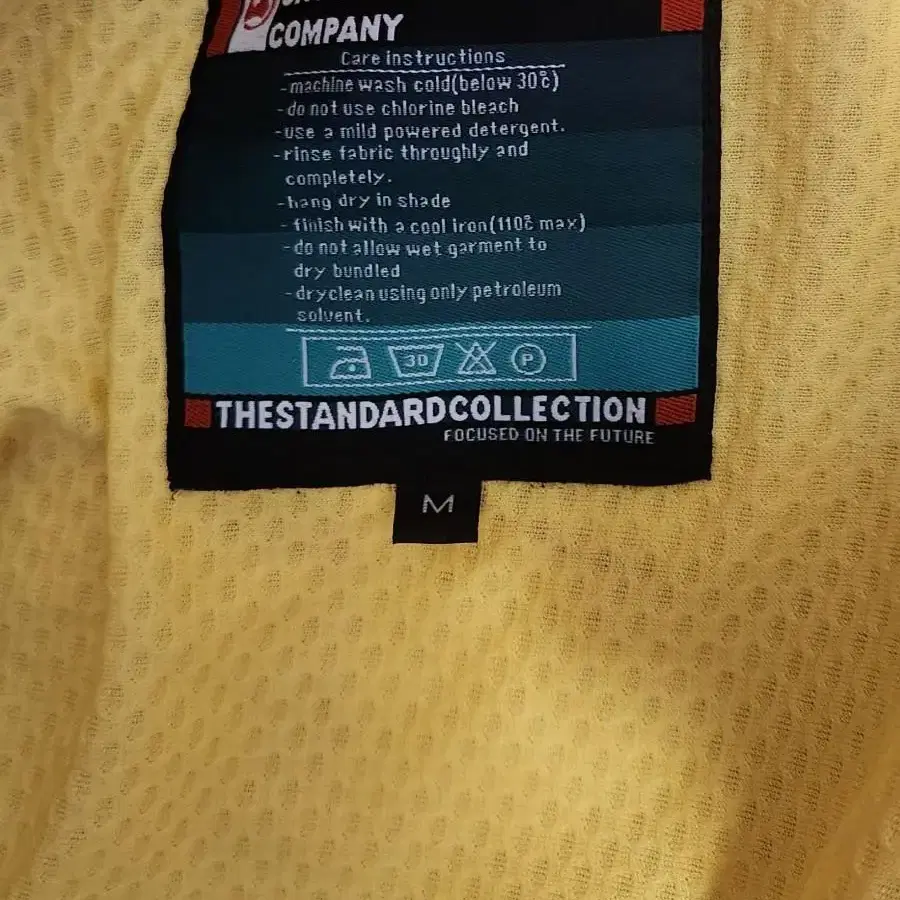 COMPANY
Care instructions
-machine wash cold(below 30℃)
-do not use chlorine bleach
-use a mild powered detergent.
-rinse fabric throughly and
completely.
-hang dry in shade
-finish with a cool iron(110℃ max)
-do not allow wet garment to
dry bundled
-dryclean using only petroleum
solvent.
30 P
THESTANDARDCOLLECTION
FOCUSED ON THE FUTURE
M